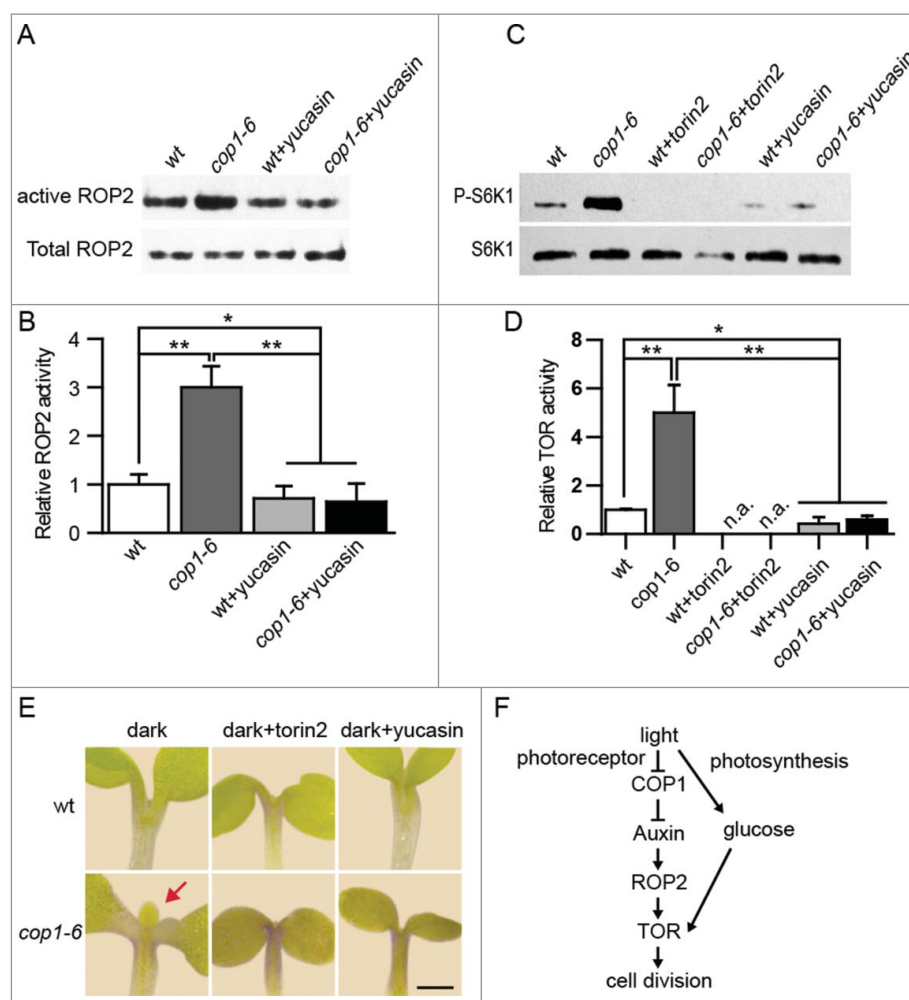 A
wt
cop1-6
wt+yucasin
cop1-6+yucasin
active ROP2
Total ROP2
C
wt
cop1-6
wt+torin2
cop1-6+torin2
wt+yucasin
cop1-6+yucasin
P-S6K1
S6K1
B
Relative ROP2 activity
4
3
2
1
0
*
** **
wt
cop1-6
wt+yucasin
cop1-6+yucasin
D
Relative TOR activity
8
6
4
2
0
*
** **
n.a. n.a.
wt
cop1-6
wt+torin2
cop1-6+torin2
wt+yucasin
cop1-6+yucasin
E
dark dark+torin2 dark+yucasin
wt
cop1-6
F
light
photoreceptor photosynthesis
COP1
Auxin glucose
ROP2
TOR
cell division